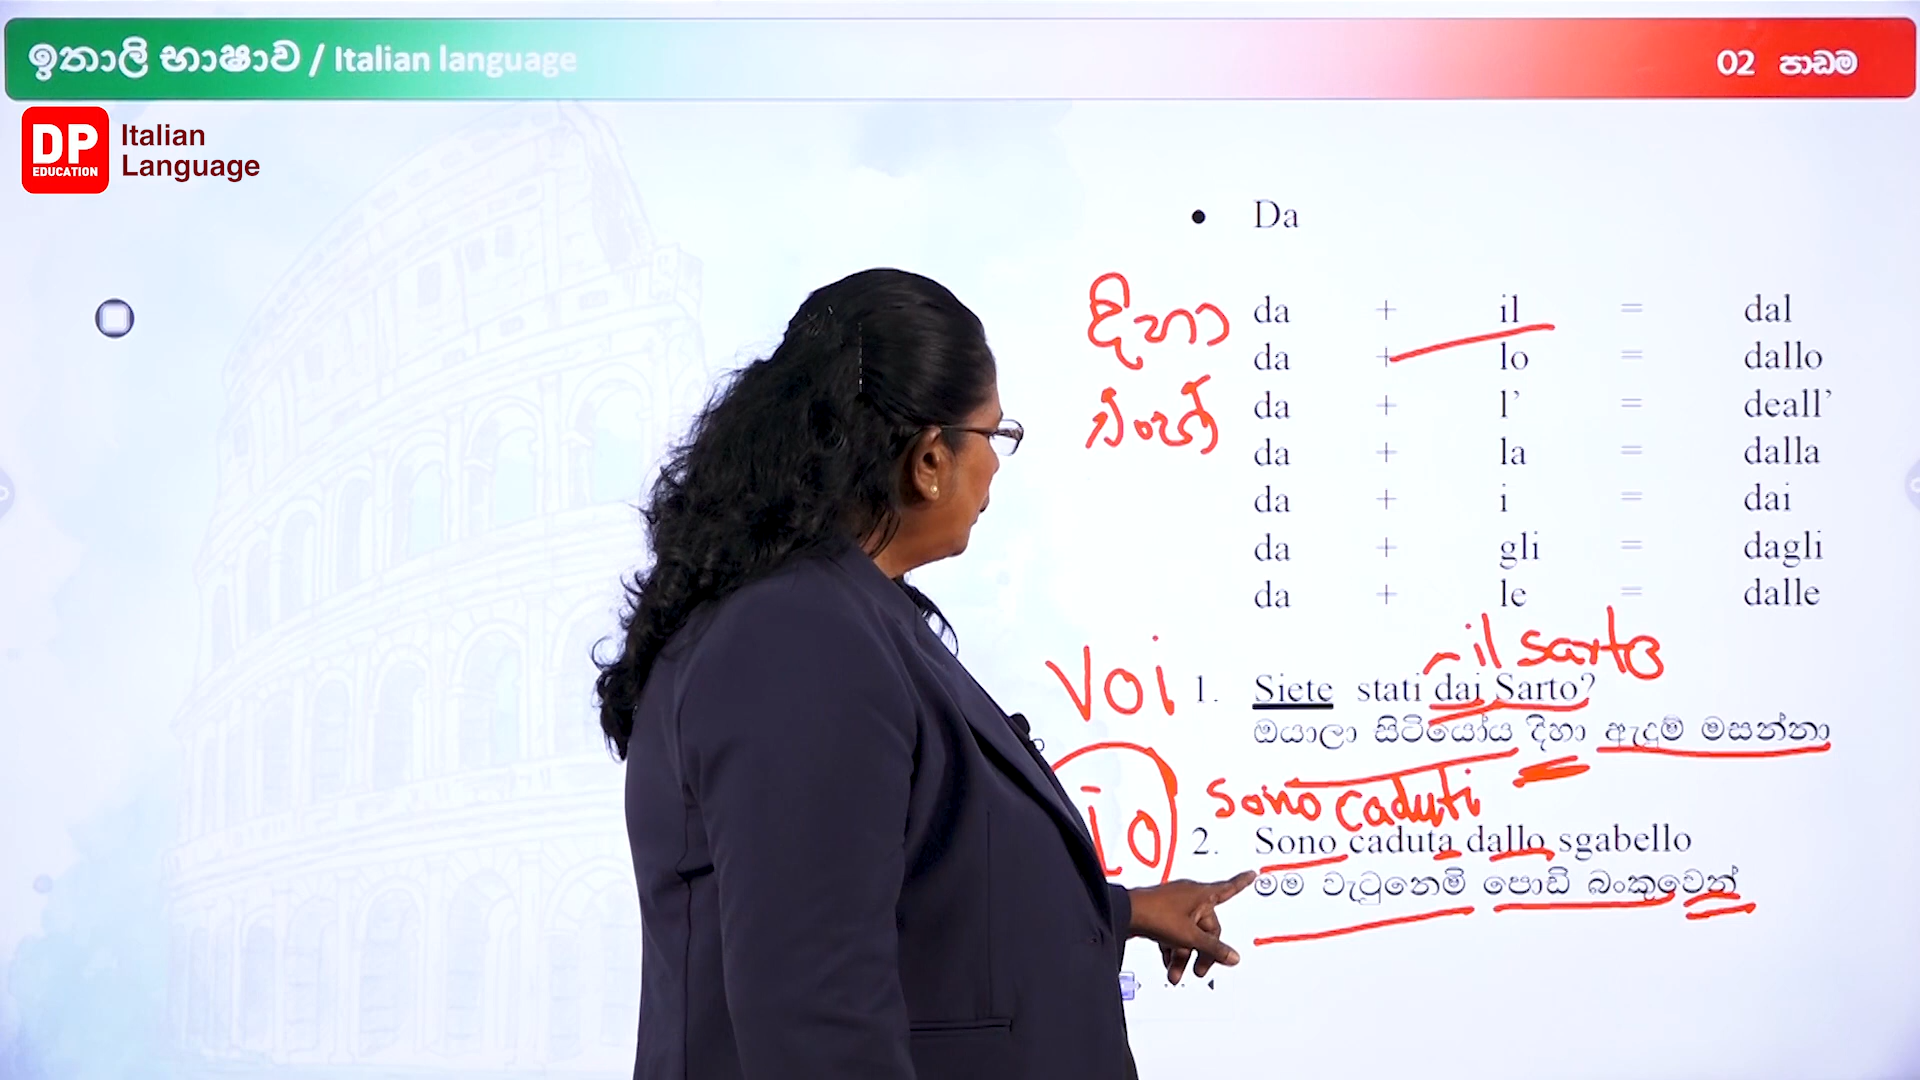 ඉතාලි භාෂාව / Italian language
02 පාඩම
DP
EDUCATION
Italian
Language
• Da
දිහා
da + il = dal
da + lo = dallo
da + l’ = deall’
da + la = dalla
da + i = dai
da + gli = dagli
da + le = dalle
il sarto
voi
1. Siete stati dai Sarto?
ඔයාලා සිටියෝය දිහා ඇදුම් මසන්නා
io
sono caduti
2. Sono caduta dallo sgabello
මම වැටුනෙමි පොඩි බංකුවෙන්